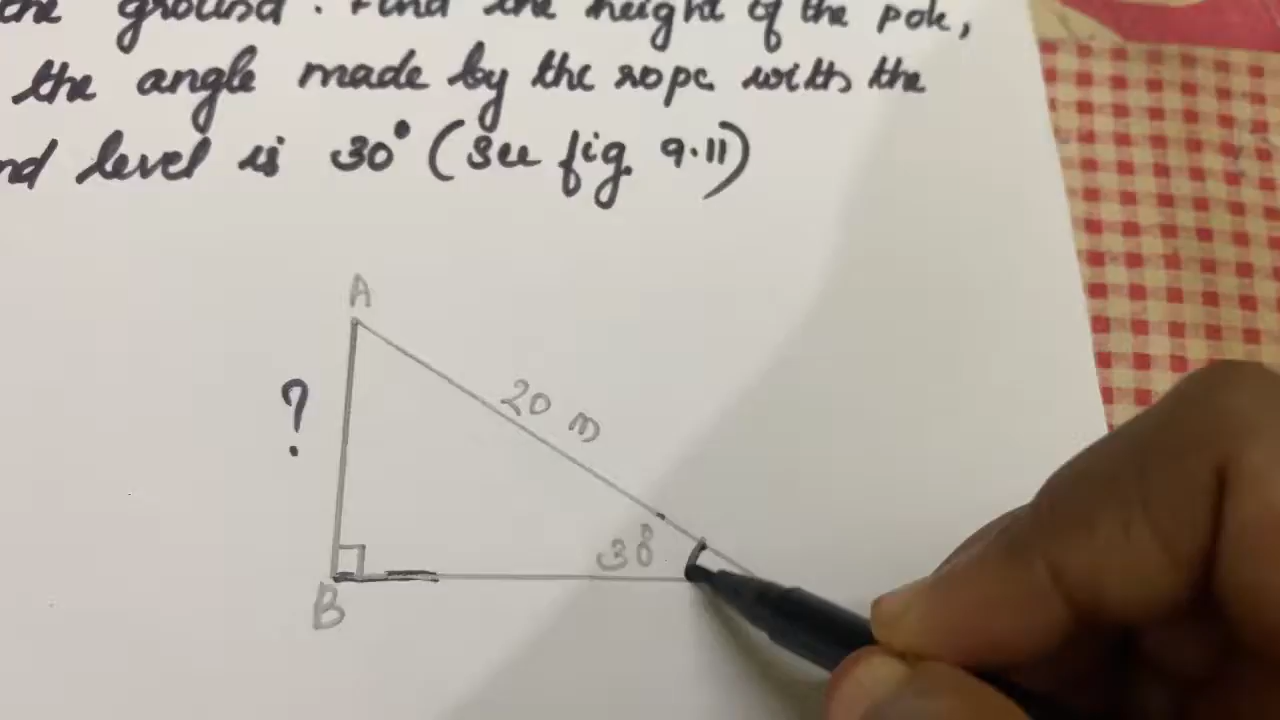 the ground. Find the height of the pole,
the angle made by the rope with the
nd level is 30° (See fig. 9.11)
A
20 m
?
30°
B